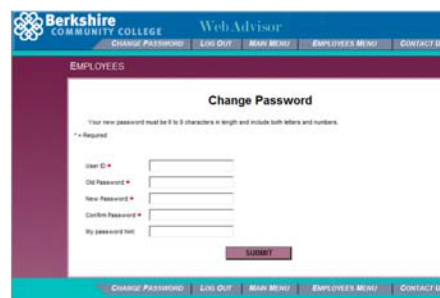 Berkshire
COMMUNITY COLLEGE
WebAdvisor
CHANGE PASSWORD LOG OUT MAIN MENU EMPLOYEES MENU CONTACT U
EMPLOYEES
Change Password
Your new password must be 6 to 9 characters in length and include both letters and numbers.
* = Required
User ID *
Old Password *
New Password *
Confirm Password *
My password hint
SUBMIT
CHANGE PASSWORD LOG OUT MAIN MENU EMPLOYEES MENU CONTACT U